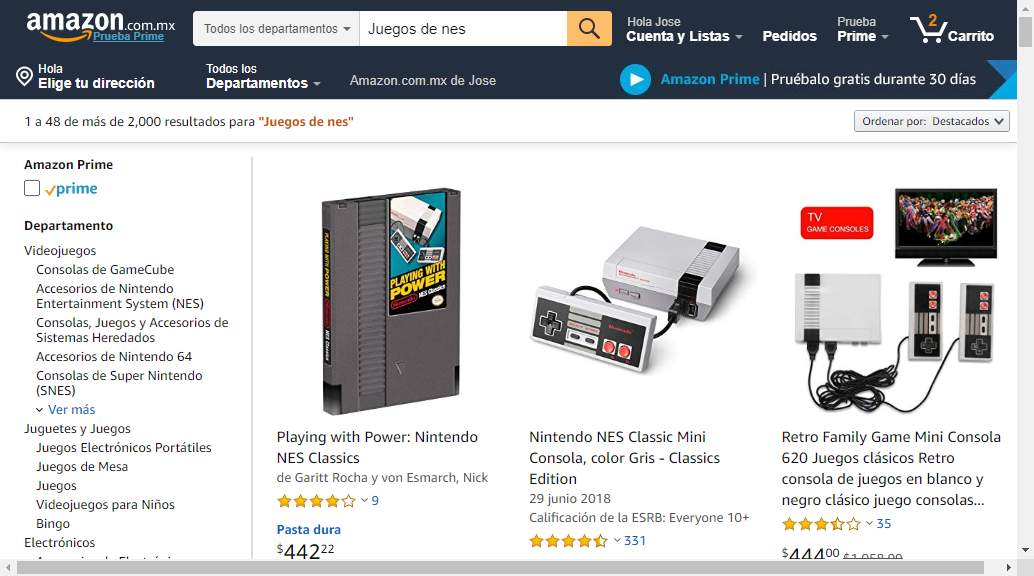 amazon.com.mx
Prueba Prime
Todos los departamentos
Juegos de nes
Hola Jose
Cuenta y Listas
Pedidos
Prueba
Prime
2
Carrito
Hola
Elige tu dirección
Todos los
Departamentos
Amazon.com.mx de Jose
Amazon Prime | Pruébalo gratis durante 30 días
1 a 48 de más de 2,000 resultados para "Juegos de nes"
Ordenar por: Destacados
Amazon Prime
prime
Departamento
Videojuegos
Consolas de GameCube
Accesorios de Nintendo
Entertainment System (NES)
Consolas, Juegos y Accesorios de
Sistemas Heredados
Accesorios de Nintendo 64
Consolas de Super Nintendo
(SNES)
Ver más
Juguetes y Juegos
Juegos Electrónicos Portátiles
Juegos de Mesa
Juegos
Videojuegos para Niños
Bingo
Electrónicos
PLAYING WITH POWER
NES Classics
PLAYING WITH
POWER
Nintendo NES Classics
Playing with Power: Nintendo
NES Classics
de Garitt Rocha y von Esmarch, Nick
9
Pasta dura
$44222
Nintendo
Nintendo NES Classic Mini
Consola, color Gris - Classics
Edition
29 junio 2018
Calificación de la ESRB: Everyone 10+
331
TV
GAME CONSOLES
Retro Family Game Mini Consola
620 Juegos clásicos Retro
consola de juegos en blanco y
negro clásico juego consolas...
35
$44400 $1,058.00